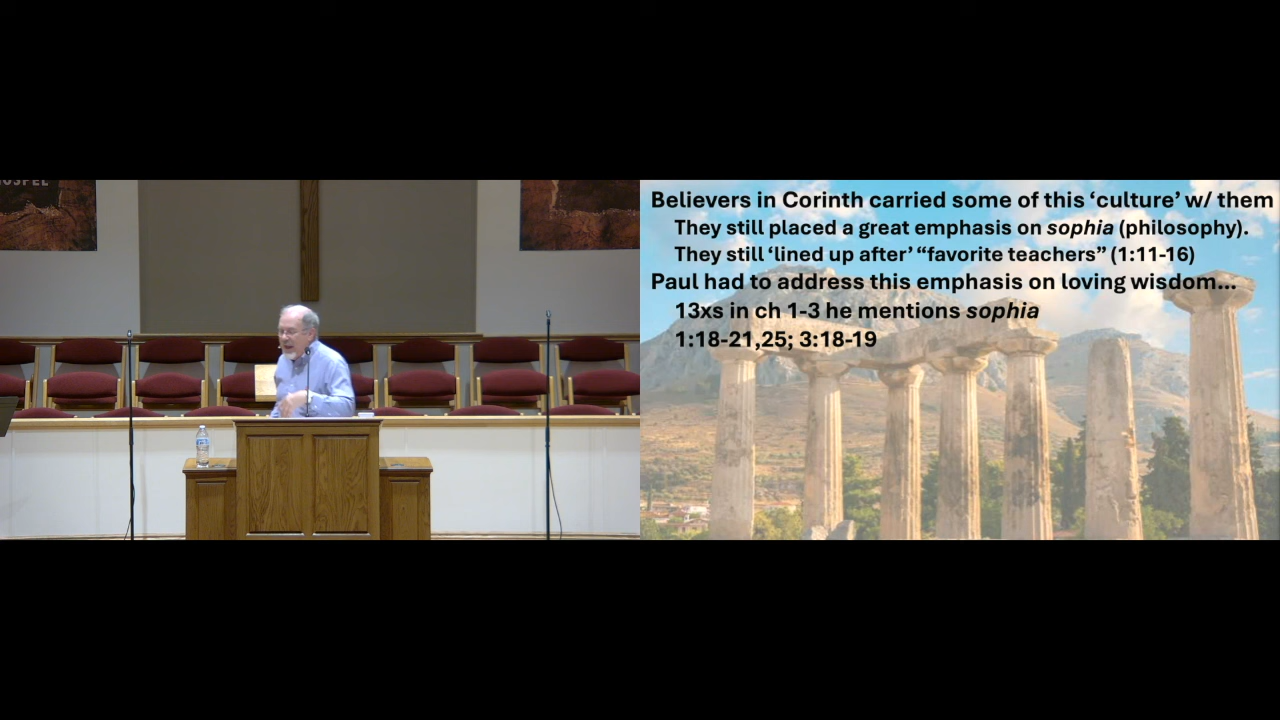 OSPEL
Believers in Corinth carried some of this ‘culture’ w/ them
They still placed a great emphasis on sophia (philosophy).
They still ‘lined up after’ “favorite teachers” (1:11-16)
Paul had to address this emphasis on loving wisdom...
13xs in ch 1-3 he mentions sophia
1:18-21,25; 3:18-19